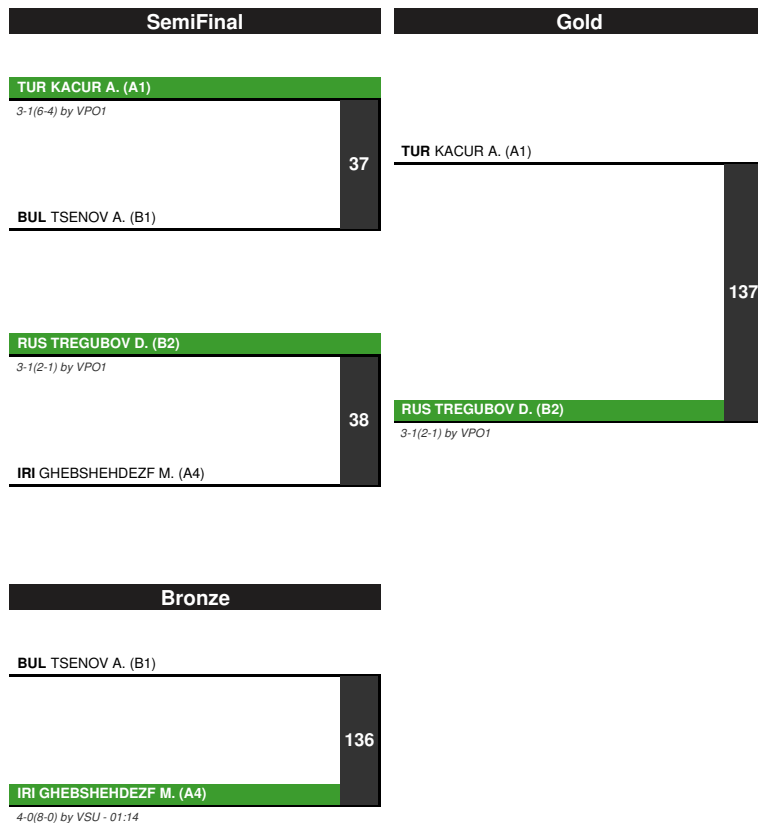 SemiFinal
TUR KACUR A. (A1)
3-1(6-4) by VPO1
37
BUL TSENOV A. (B1)
RUS TREGUBOV D. (B2)
3-1(2-1) by VPO1
38
IRI GHEBSHEHDEZF M. (A4)
Gold
TUR KACUR A. (A1)
137
RUS TREGUBOV D. (B2)
3-1(2-1) by VPO1
Bronze
BUL TSENOV A. (B1)
136
IRI GHEBSHEHDEZF M. (A4)
4-0(8-0) by VSU - 01:14